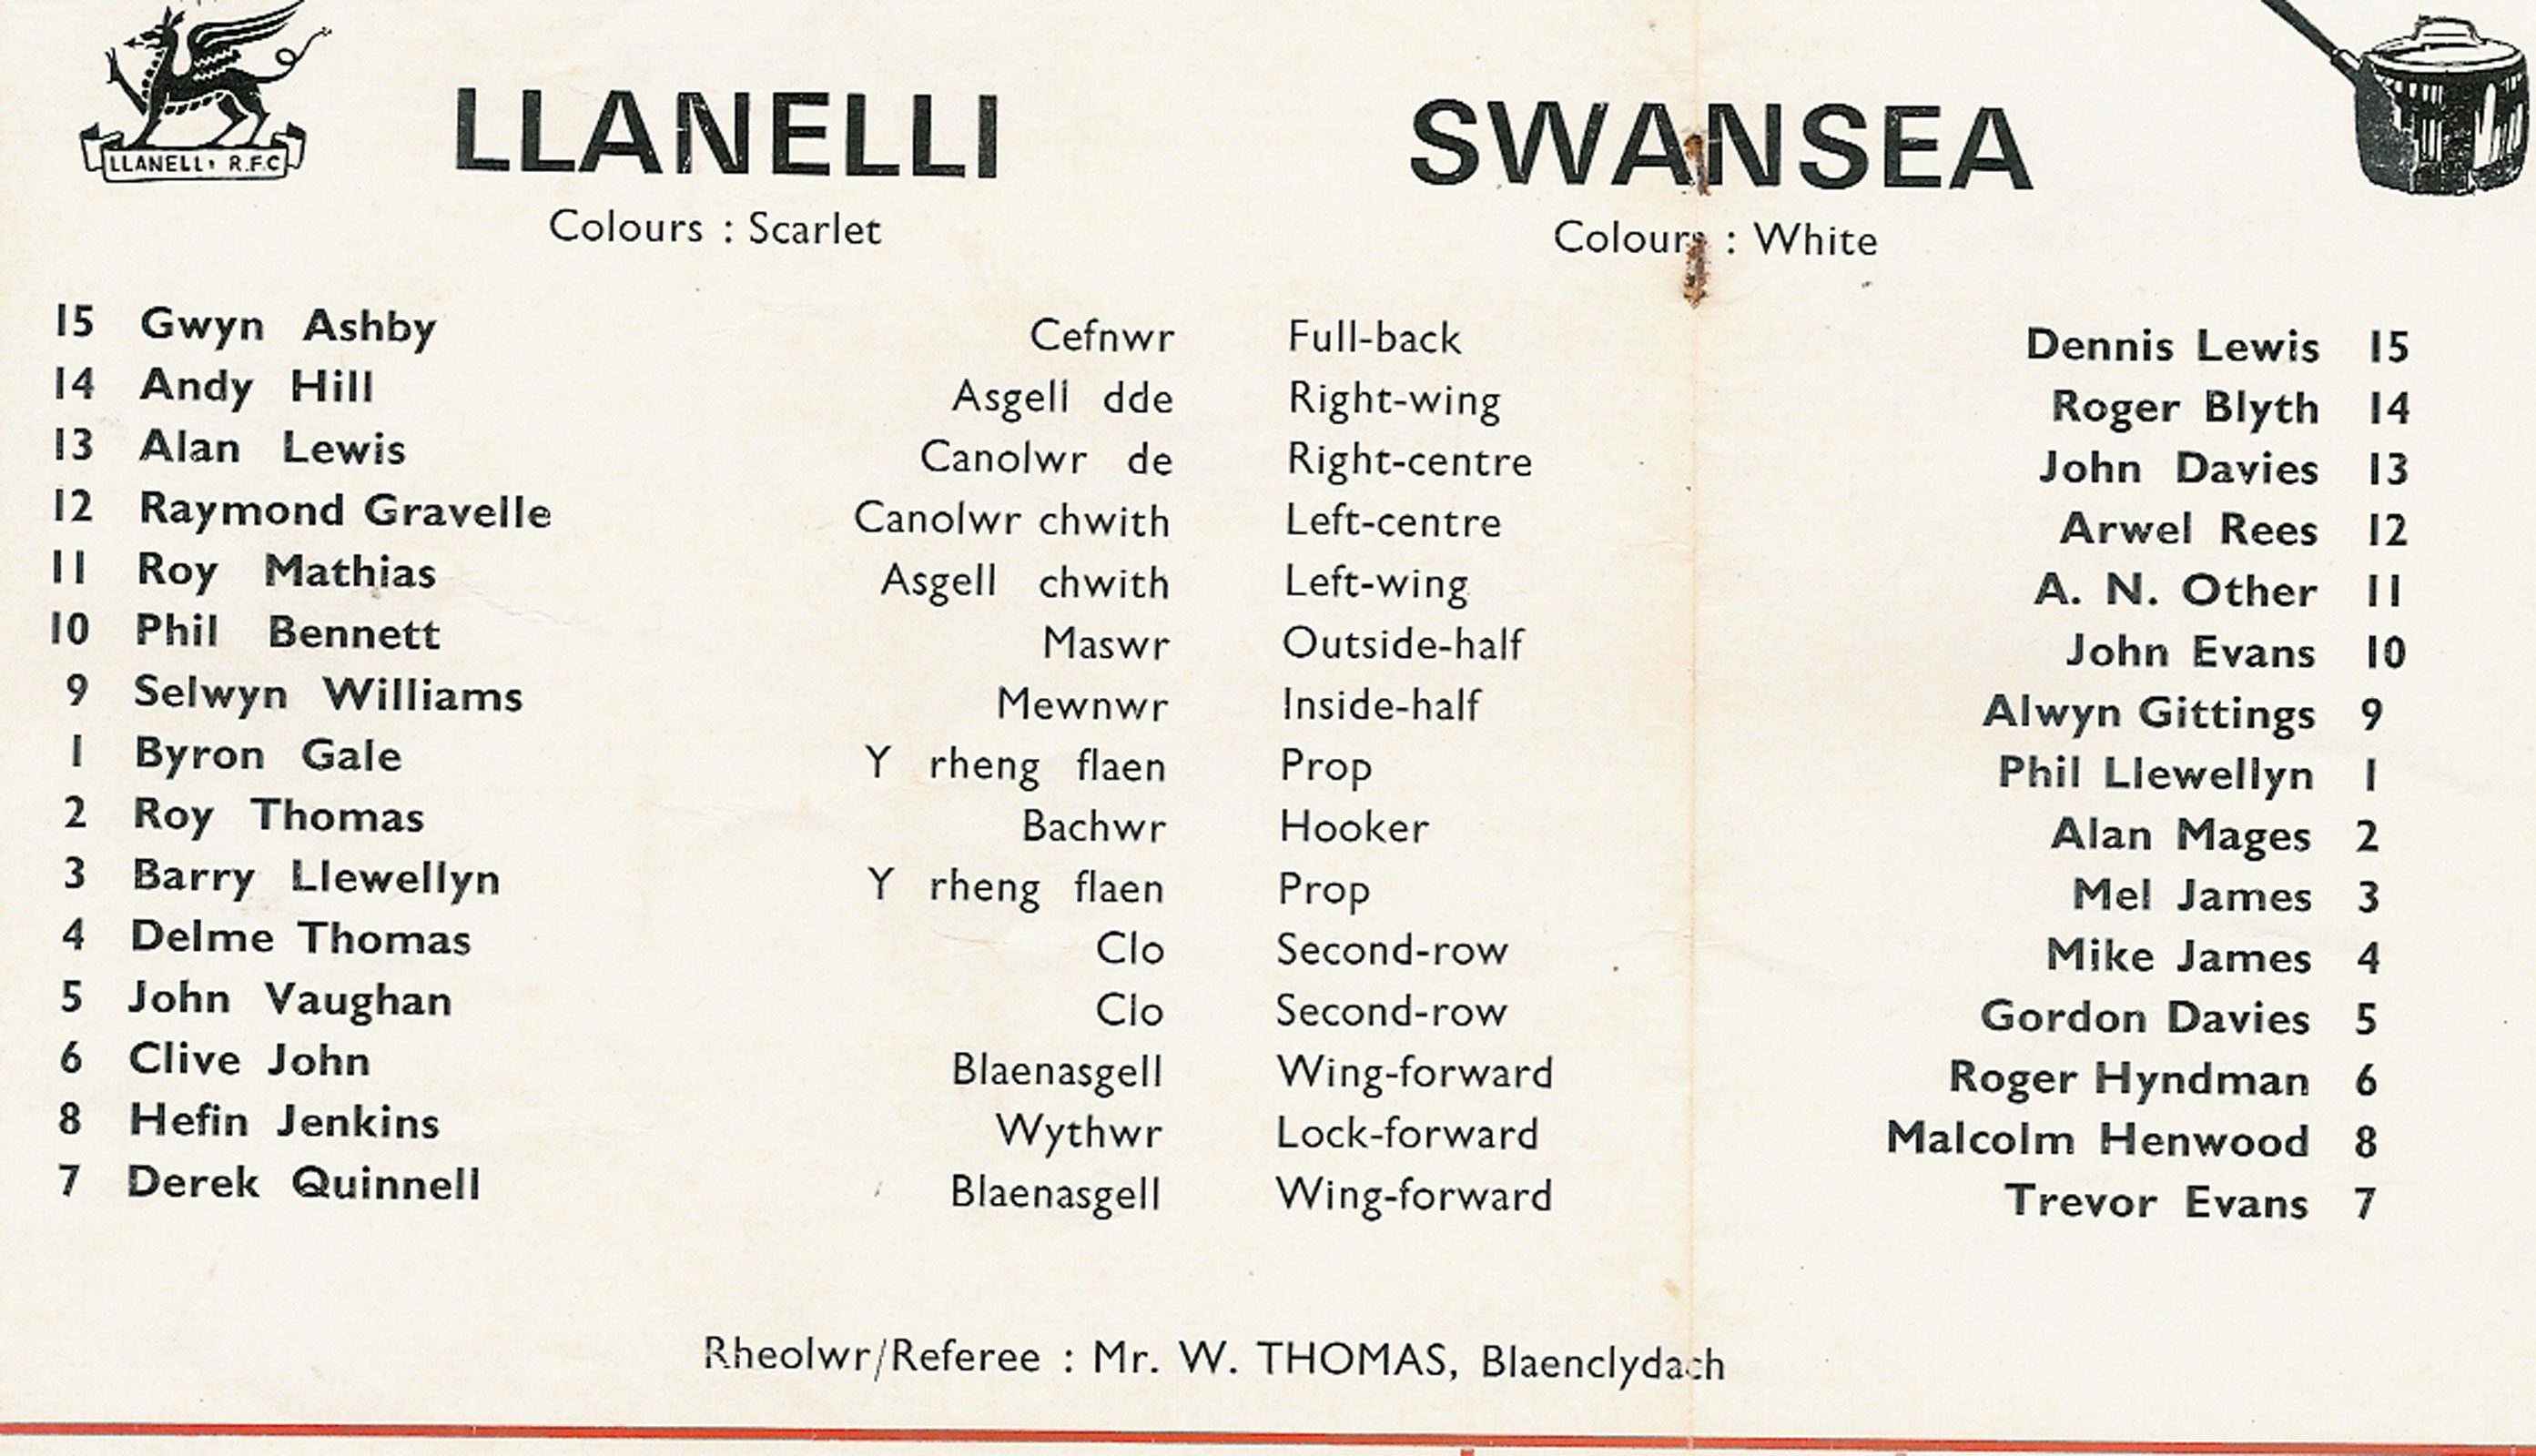 LLANELLI R.F.C
LLANELLI SWANSEA
Colours : Scarlet Colours : White
15 Gwyn Ashby Cefnwr Full-back Dennis Lewis 15
14 Andy Hill Asgell dde Right-wing Roger Blyth 14
13 Alan Lewis Canolwr de Right-centre John Davies 13
12 Raymond Gravelle Canolwr chwith Left-centre Arwel Rees 12
11 Roy Mathias Asgell chwith Left-wing A. N. Other 11
10 Phil Bennett Maswr Outside-half John Evans 10
9 Selwyn Williams Mewnwr Inside-half Alwyn Gittings 9
1 Byron Gale Y rheng flaen Prop Phil Llewellyn 1
2 Roy Thomas Bachwr Hooker Alan Mages 2
3 Barry Llewellyn Y rheng flaen Prop Mel James 3
4 Delme Thomas Clo Second-row Mike James 4
5 John Vaughan Clo Second-row Gordon Davies 5
6 Clive John Blaenasgell Wing-forward Roger Hyndman 6
8 Hefin Jenkins Wythwr Lock-forward Malcolm Henwood 8
7 Derek Quinnell Blaenasgell Wing-forward Trevor Evans 7
Rheolwr/Referee : Mr. W. THOMAS, Blaenclydach